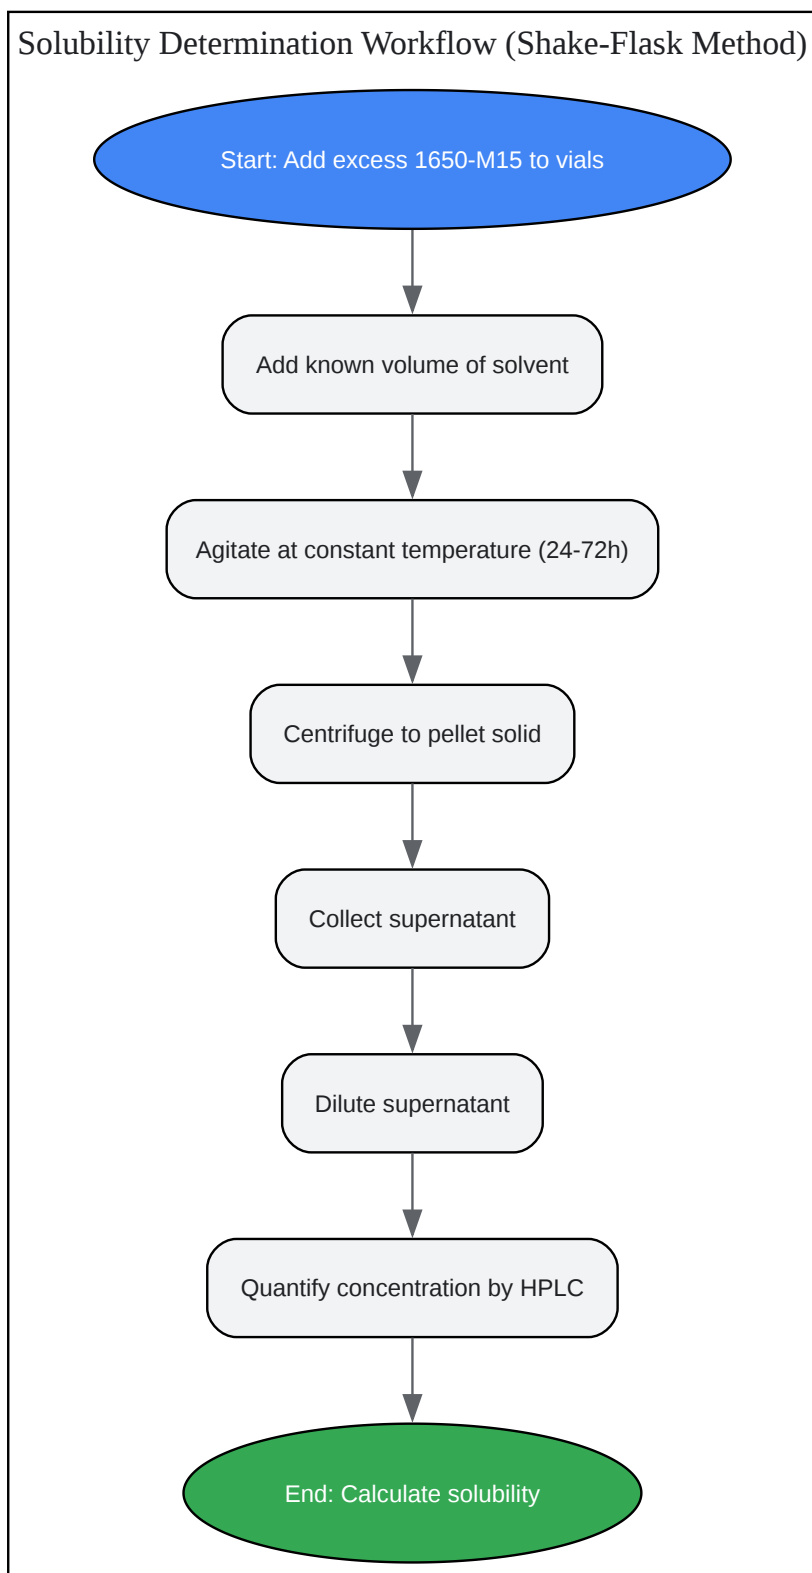 Solubility Determination Workflow (Shake-Flask Method)
Start: Add excess 1650-M15 to vials
Add known volume of solvent
Agitate at constant temperature (24-72h)
Centrifuge to pellet solid
Collect supernatant
Dilute supernatant
Quantify concentration by HPLC
End: Calculate solubility